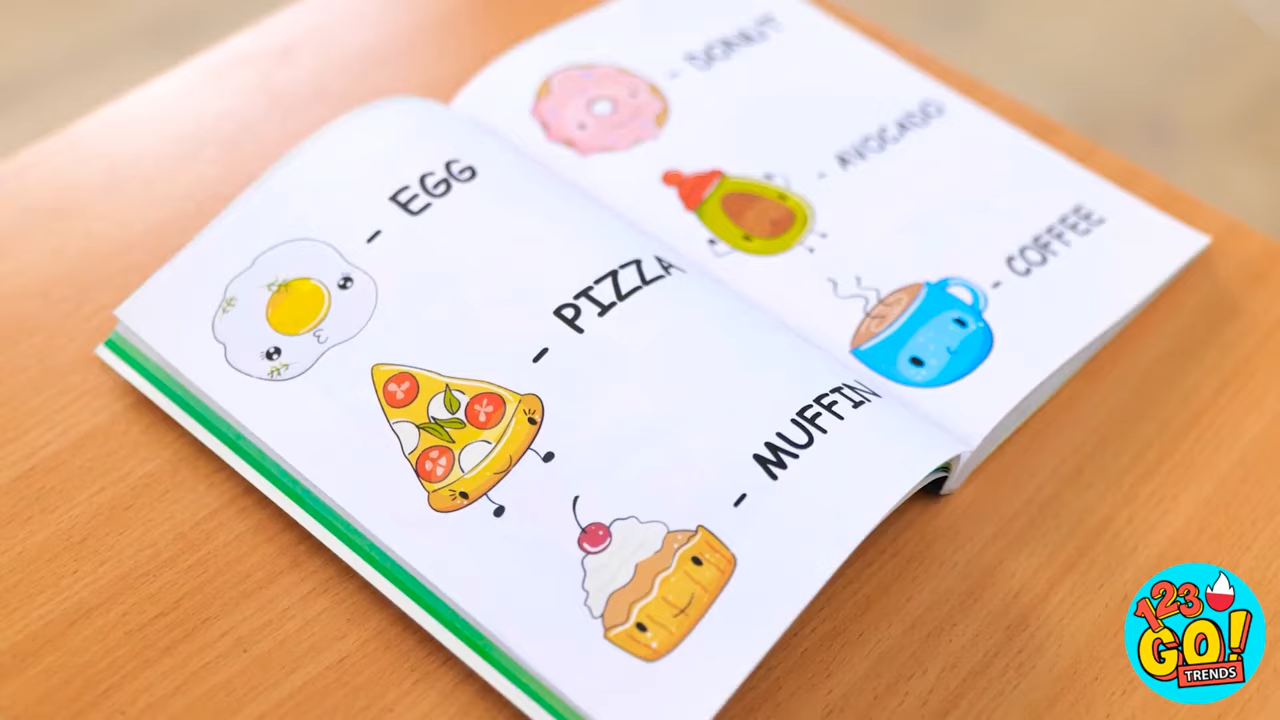 - EGG
- PIZZA
- MUFFIN
- DONUT
- AVOCADO
- COFFEE
123
GO!
TRENDS